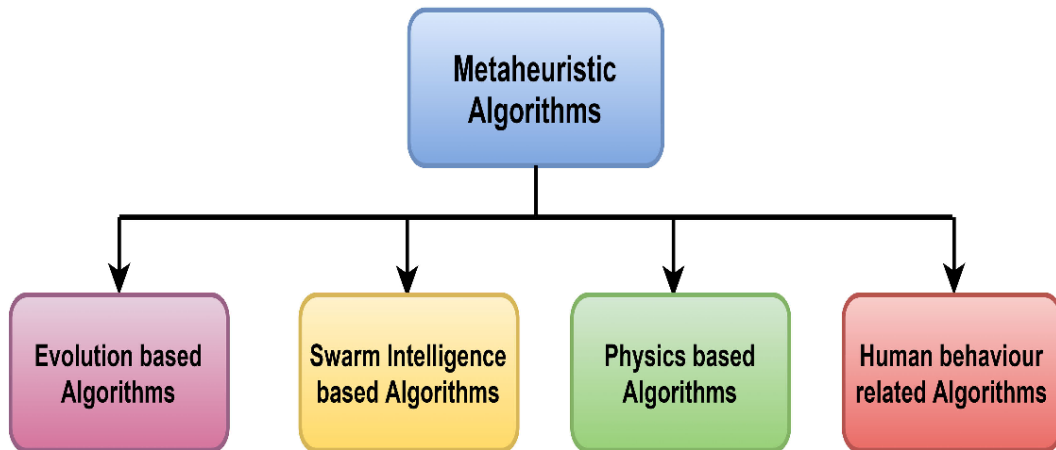 Metaheuristic
Algorithms
Evolution based
Algorithms
Swarm Intelligence
based Algorithms
Physics based
Algorithms
Human behaviour
related Algorithms